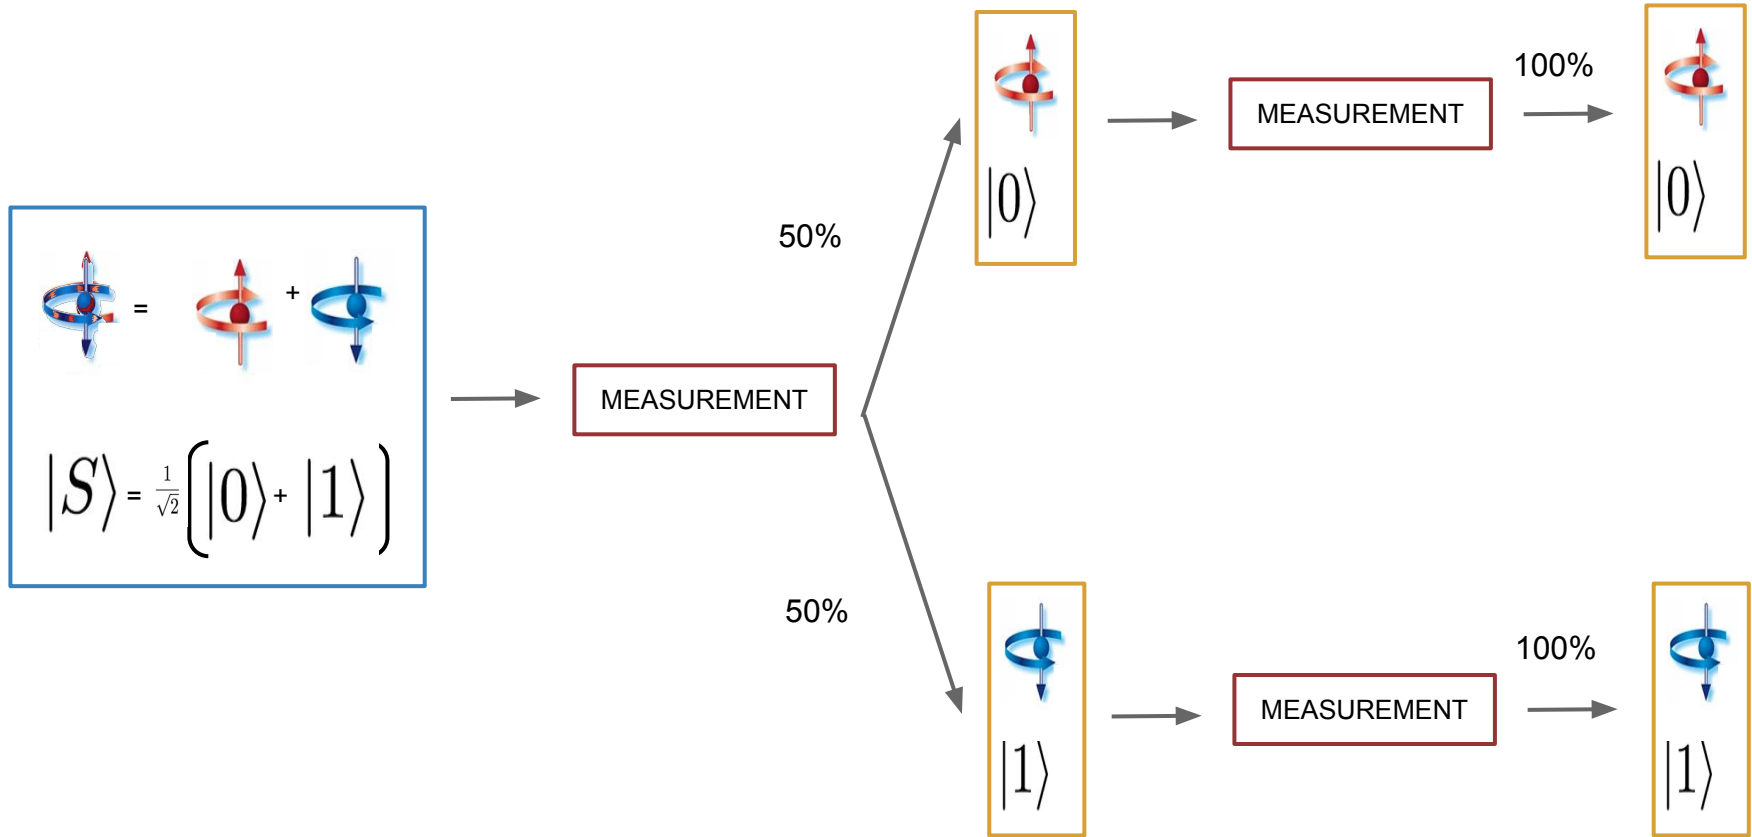 = +
|S⟩ = 1/√2 (|0⟩ + |1⟩)
MEASUREMENT
50%
|0⟩
MEASUREMENT
100%
|0⟩
50%
|1⟩
MEASUREMENT
100%
|1⟩